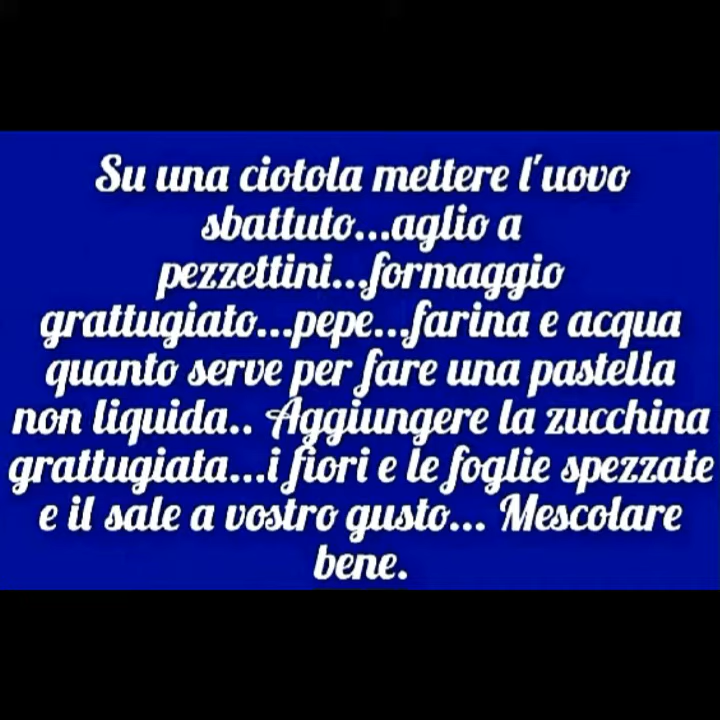 Su una ciotola mettere l'uovo
sbattuto...aglio a
pezzettini...formaggio
grattugiato...pepe...farina e acqua
quanto serve per fare una pastella
non liquida.. Aggiungere la zucchina
grattugiata...i fiori e le foglie spezzate
e il sale a vostro gusto... Mescolare
bene.